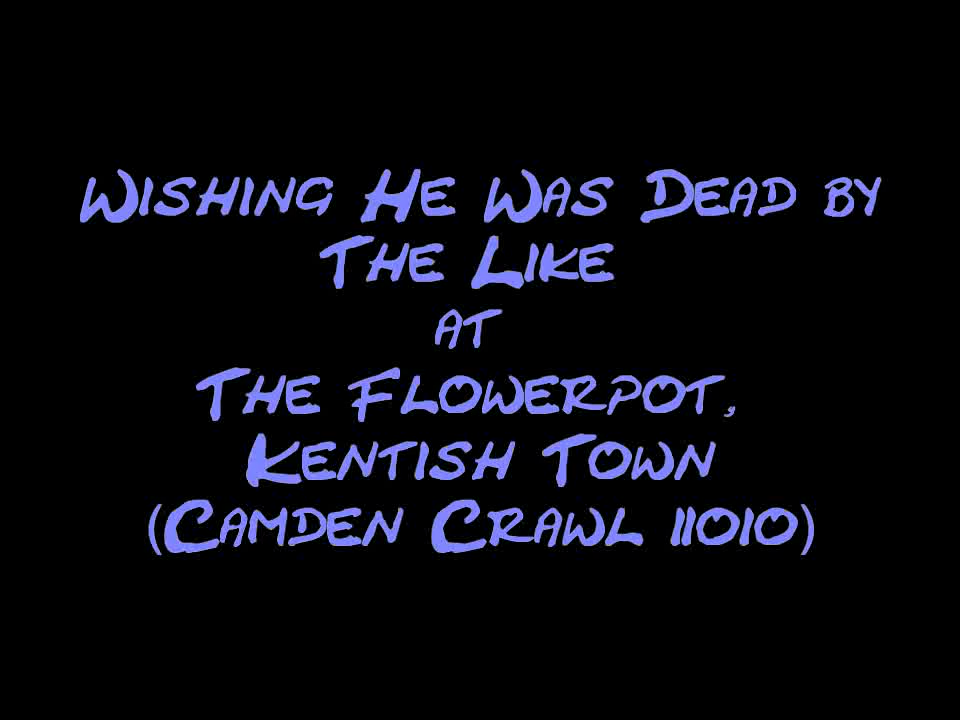 Wishing He Was Dead by
The Like
at
The Flowerpot,
Kentish Town
(Camden Crawl 11010)